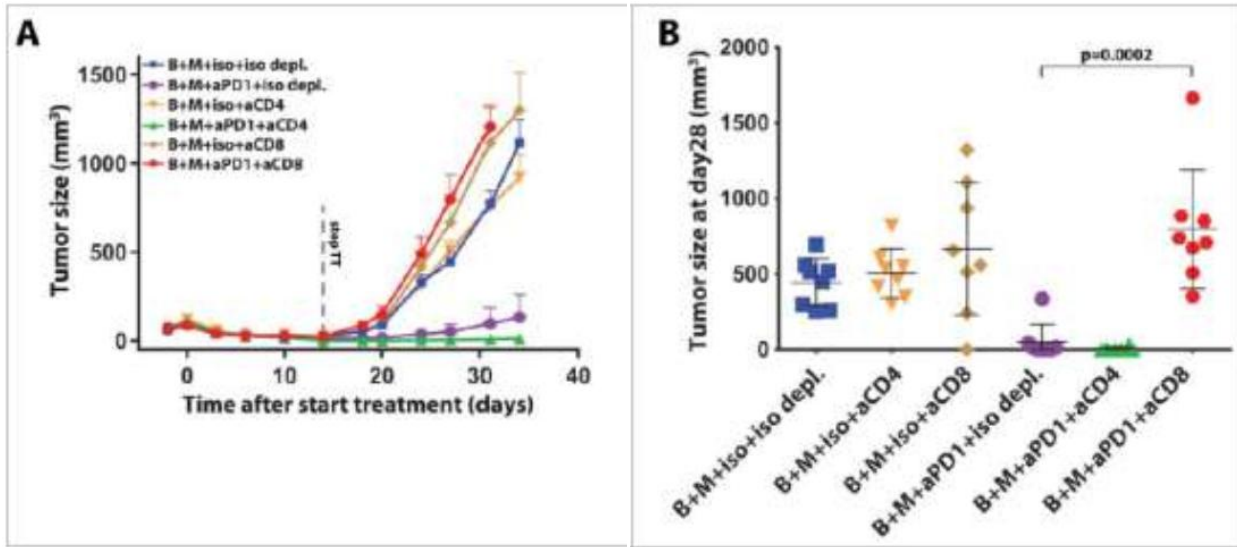 A
B+M+iso+iso depl.
B+M+aPD1+iso depl.
B+M+iso+aCD4
B+M+aPD1+aCD4
B+M+iso+aCD8
B+M+aPD1+aCD8
Tumor size (mm³)
1500
1000
500
0
stop TT
0
10
20
30
40
Time after start treatment (days)
B
Tumor size at day28 (mm³)
2000
1500
1000
500
0
p=0.0002
B+M+iso+iso depl.
B+M+iso+aCD4
B+M+iso+aCD8
B+M+aPD1+iso depl.
B+M+aPD1+aCD4
B+M+aPD1+aCD8